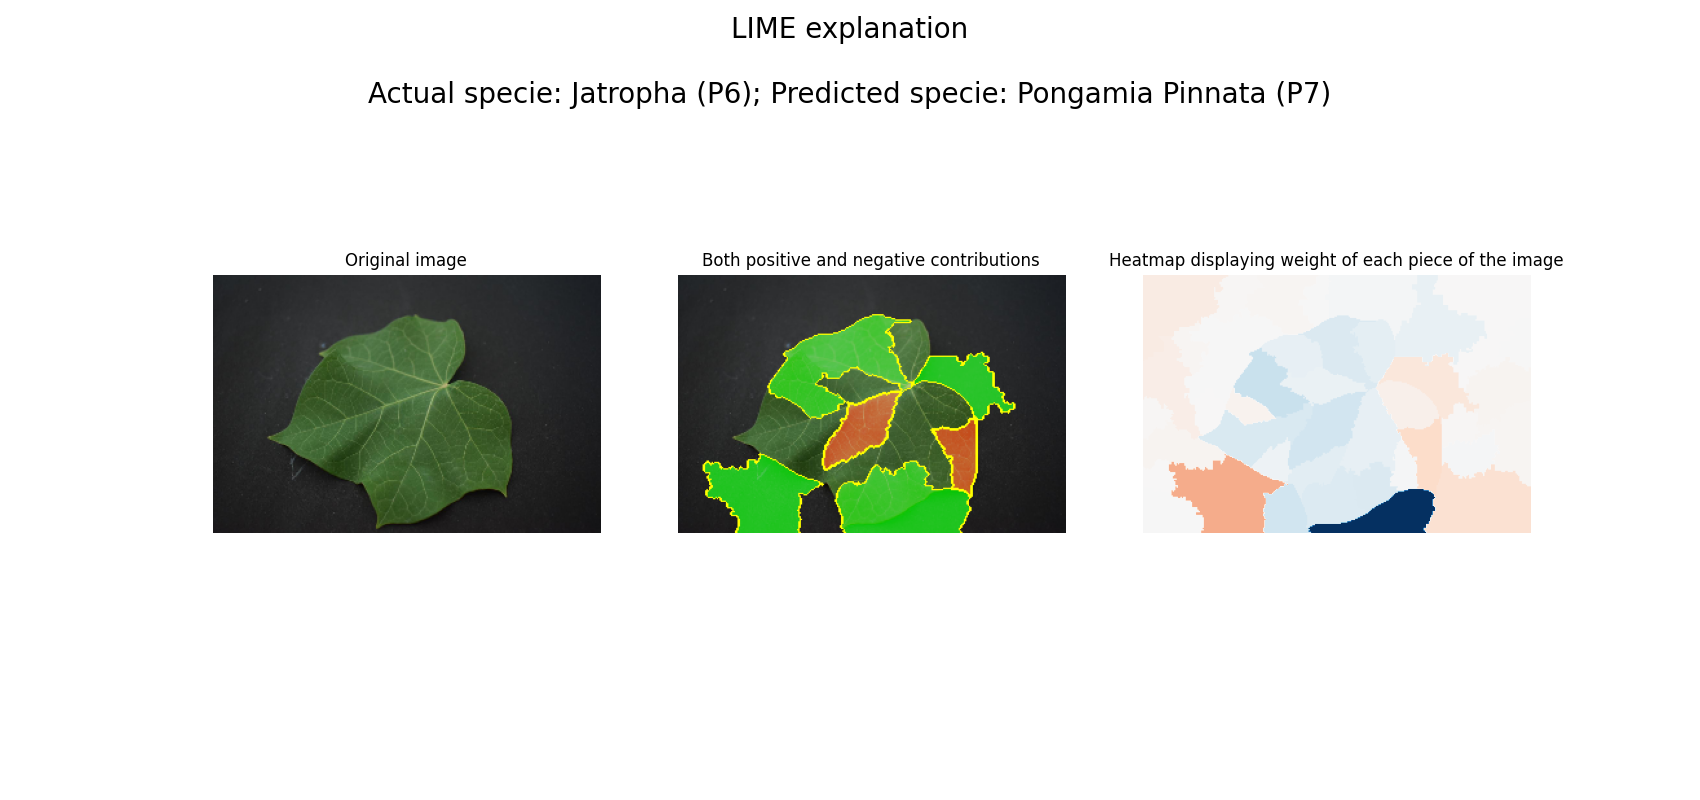 LIME explanation
Actual specie: Jatropha (P6); Predicted specie: Pongamia Pinnata (P7)
Original image
Both positive and negative contributions
Heatmap displaying weight of each piece of the image